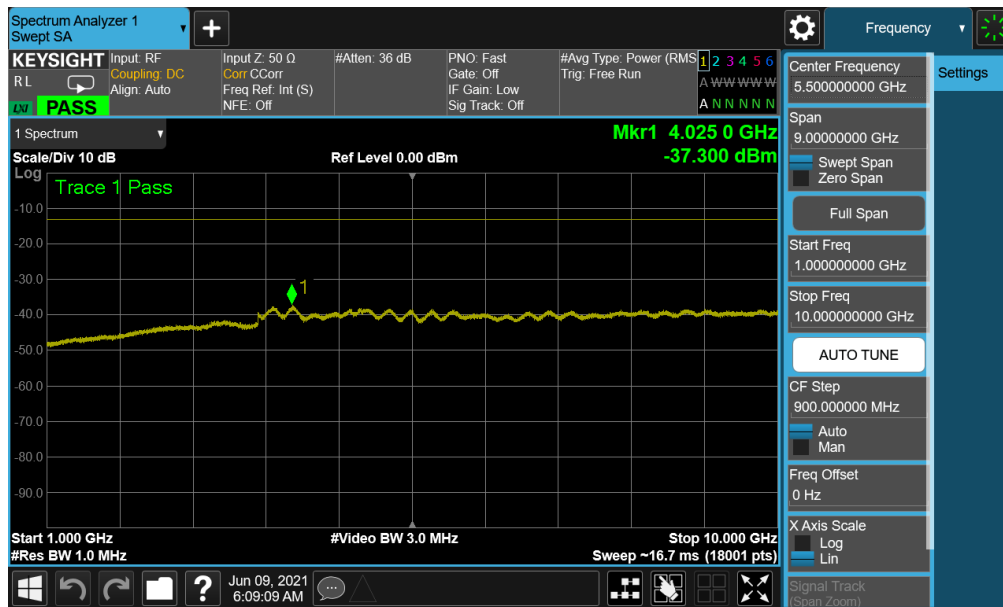 Spectrum Analyzer 1
Swept SA
Frequency
KEYSIGHT
RL
LXI
PASS
Input: RF
Coupling: DC
Align: Auto
Input Z: 50 Ω
Corr CCorr
Freq Ref: Int (S)
NFE: Off
#Atten: 36 dB
PNO: Fast
Gate: Off
IF Gain: Low
Sig Track: Off
#Avg Type: Power (RMS
Trig: Free Run
1 2 3 4 5 6
A W W W W W
A N N N N N
1 Spectrum
Mkr1 4.025 0 GHz
-37.300 dBm
Scale/Div 10 dB
Ref Level 0.00 dBm
Log
Trace 1 Pass
-10.0
-20.0
-30.0
1
-40.0
-50.0
-60.0
-70.0
-80.0
-90.0
Start 1.000 GHz
#Video BW 3.0 MHz
Stop 10.000 GHz
#Res BW 1.0 MHz
Sweep ~16.7 ms (18001 pts)
Center Frequency
5.500000000 GHz
Span
9.00000000 GHz
Swept Span
Zero Span
Full Span
Start Freq
1.000000000 GHz
Stop Freq
10.000000000 GHz
AUTO TUNE
CF Step
900.000000 MHz
Auto
Man
Freq Offset
0 Hz
X Axis Scale
Log
Lin
Signal Track
(Span Zoom)
Settings
?
Jun 09, 2021
6:09:09 AM